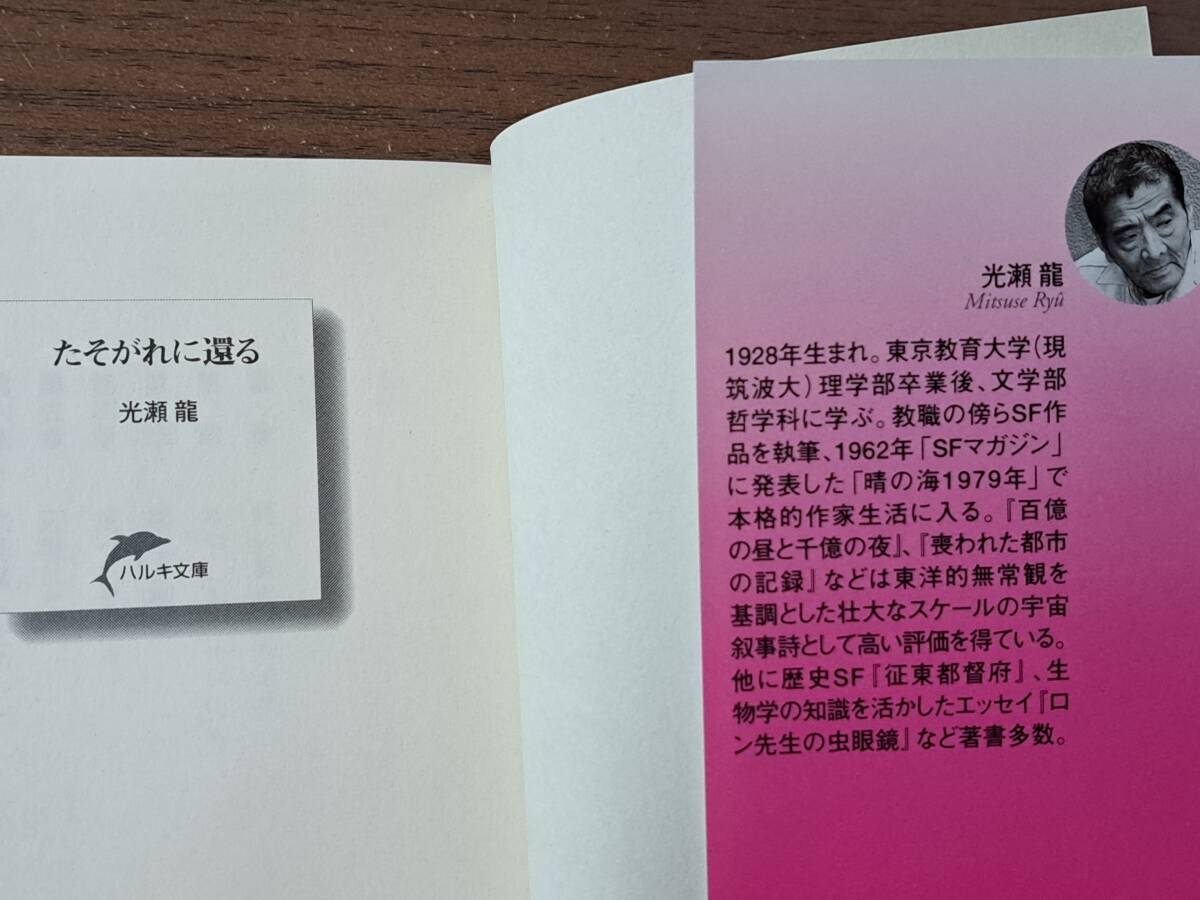 たそがれに還る
光瀬 龍
ハルキ文庫
光瀬 龍
Mitsuse Ryû
1928年生まれ。東京教育大学(現
筑波大)理学部卒業後、文学部
哲学科に学ぶ。教職の傍らSF作
品を執筆、1962年「SFマガジン」
に発表した「晴の海1979年」で
本格的作家生活に入る。『百億
の昼と千億の夜』、『喪われた都市
の記録』などは東洋的無常観を
基調とした壮大なスケールの宇宙
叙事詩として高い評価を得ている。
他に歴史SF『征東都督府』、生
物学の知識を活かしたエッセイ『ロ
ン先生の虫眼鏡』など著書多数。